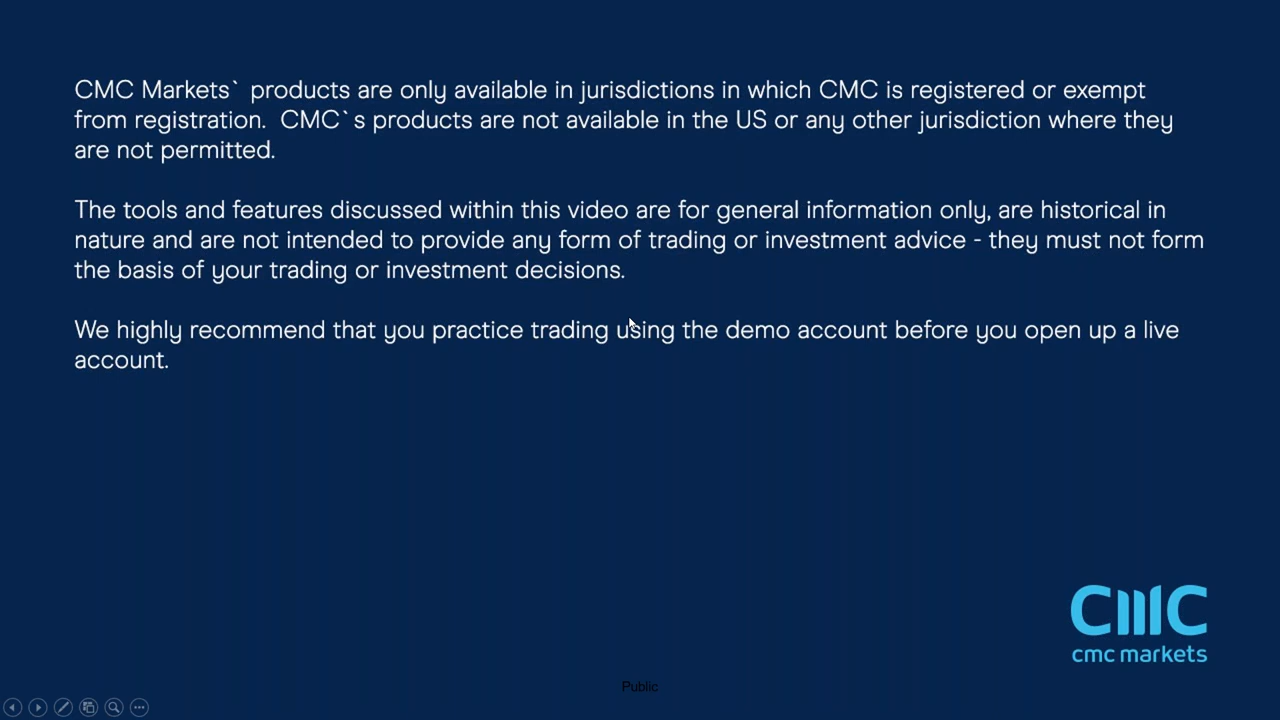 CMC Markets` products are only available in jurisdictions in which CMC is registered or exempt
from registration.  CMC`s products are not available in the US or any other jurisdiction where they
are not permitted.
The tools and features discussed within this video are for general information only, are historical in
nature and are not intended to provide any form of trading or investment advice - they must not form
the basis of your trading or investment decisions.
We highly recommend that you practice trading using the demo account before you open up a live
account.
CMC
cmc markets
Public